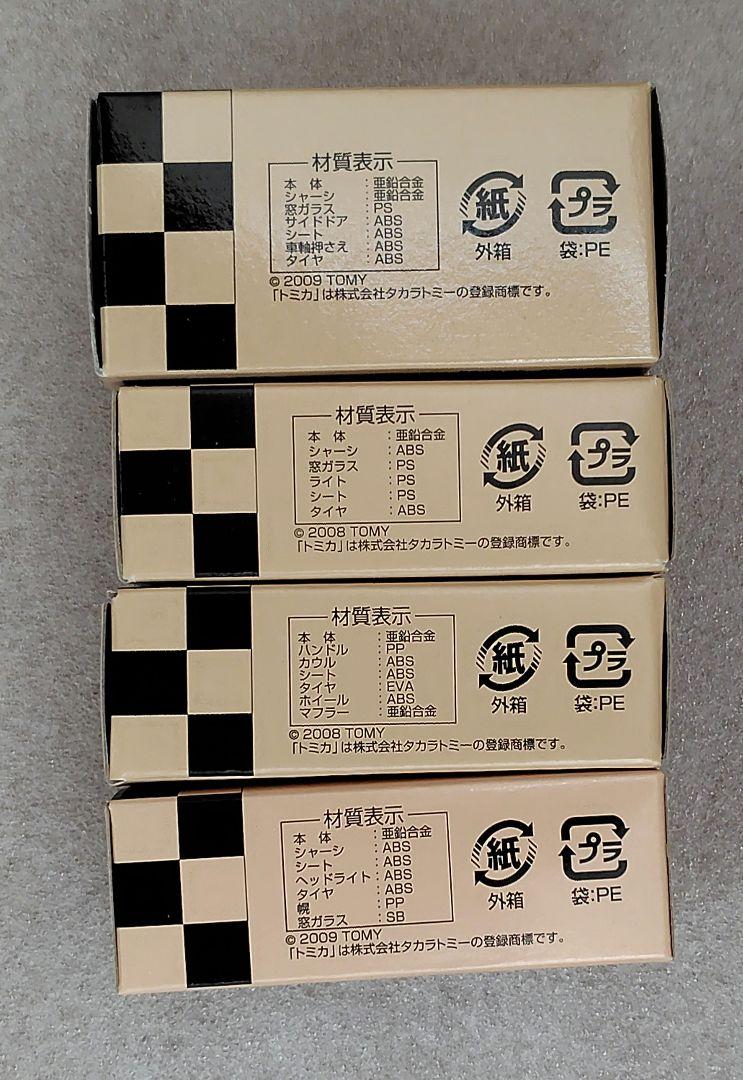 材質表示
本 体 : 亜鉛合金
シャーシ : 亜鉛合金
窓ガラス : PS
サイドドア : ABS
シート : ABS
車輪押さえ : ABS
タイヤ : ABS
紙
外箱
プラ
袋:PE
© 2009 TOMY
「トミカ」は株式会社タカラトミーの登録商標です。
材質表示
本 体 : 亜鉛合金
シャーシ : ABS
窓ガラス : PS
ライト : PS
シート : PS
タイヤ : ABS
紙
外箱
プラ
袋:PE
© 2008 TOMY
「トミカ」は株式会社タカラトミーの登録商標です。
材質表示
本 体 : 亜鉛合金
ハンドル : PP
カウル : ABS
シート : ABS
タイヤ : EVA
ホイール : ABS
マフラー : 亜鉛合金
紙
外箱
プラ
袋:PE
© 2008 TOMY
「トミカ」は株式会社タカラトミーの登録商標です。
材質表示
本 体 : 亜鉛合金
シャーシ : ABS
シート : ABS
ヘッドライト : ABS
タイヤ : ABS
幌 : PP
窓ガラス : SB
紙
外箱
プラ
袋:PE
© 2009 TOMY
「トミカ」は株式会社タカラトミーの登録商標です。